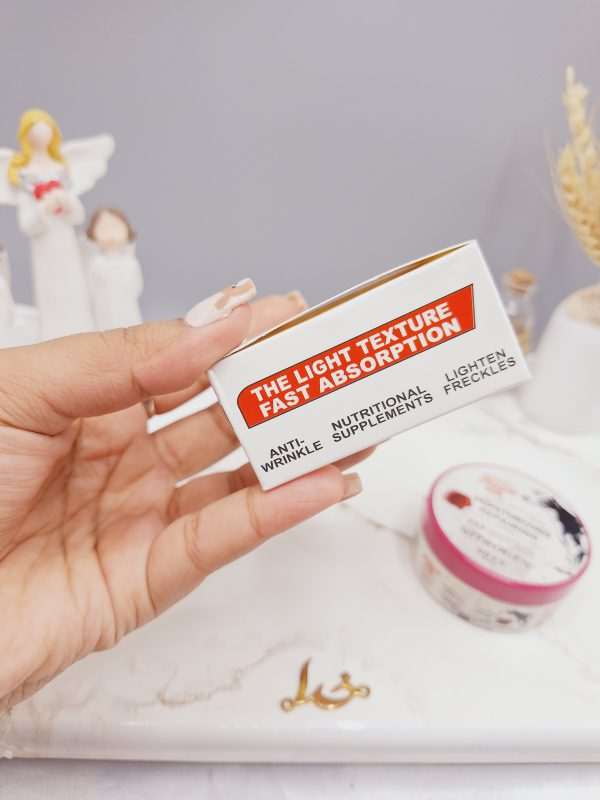 THE LIGHT TEXTURE
FAST ABSORPTION
ANTI-
WRINKLE
NUTRITIONAL
SUPPLEMENTS
LIGHTEN
FRECKLES